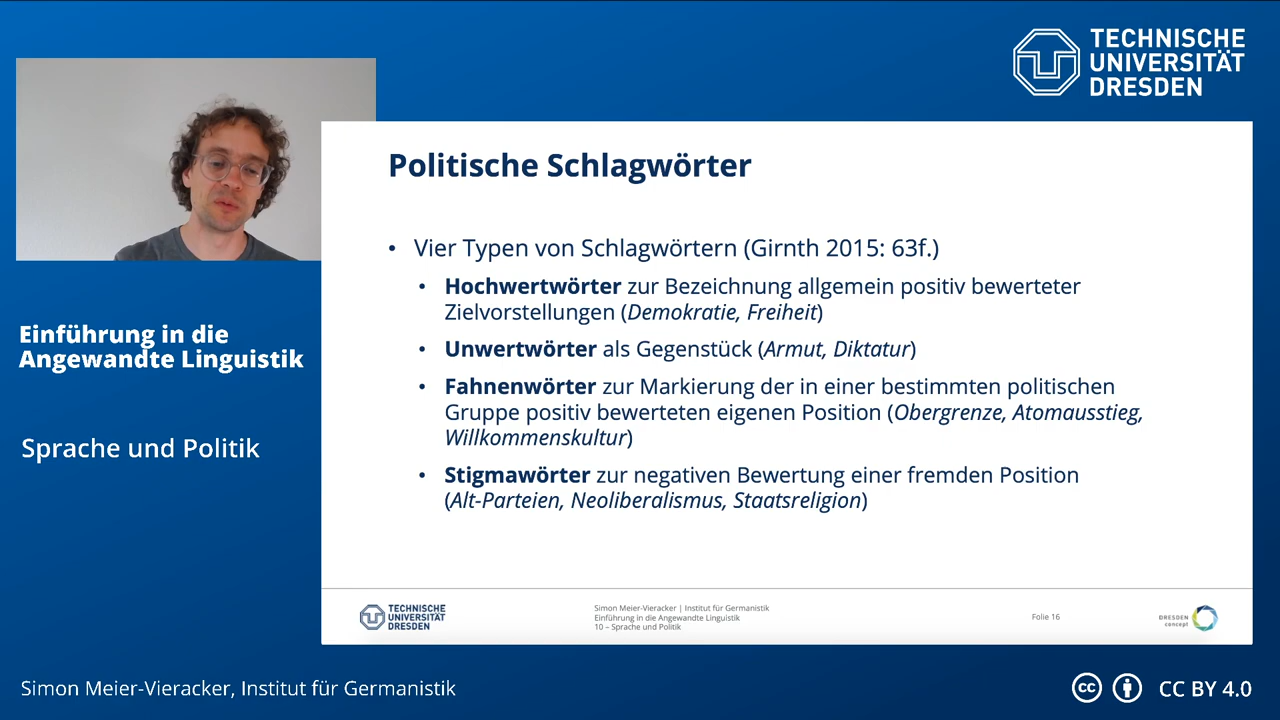 TECHNISCHE
UNIVERSITÄT
DRESDEN
Politische Schlagwörter
• Vier Typen von Schlagwörtern (Girnth 2015: 63f.)
• Hochwertwörter zur Bezeichnung allgemein positiv bewerteter
Zielvorstellungen (Demokratie, Freiheit)
• Unwertwörter als Gegenstück (Armut, Diktatur)
• Fahnenwörter zur Markierung der in einer bestimmten politischen
Gruppe positiv bewerteten eigenen Position (Obergrenze, Atomausstieg,
Willkommenskultur)
• Stigmawörter zur negativen Bewertung einer fremden Position
(Alt-Parteien, Neoliberalismus, Staatsreligion)
Einführung in die
Angewandte Linguistik
Sprache und Politik
TECHNISCHE
UNIVERSITÄT
DRESDEN
Simon Meier-Vieracker | Institut für Germanistik
Einführung in die Angewandte Linguistik
10 – Sprache und Politik
Folie 16
DRESDEN
concept
Simon Meier-Vieracker, Institut für Germanistik
cc
CC BY 4.0